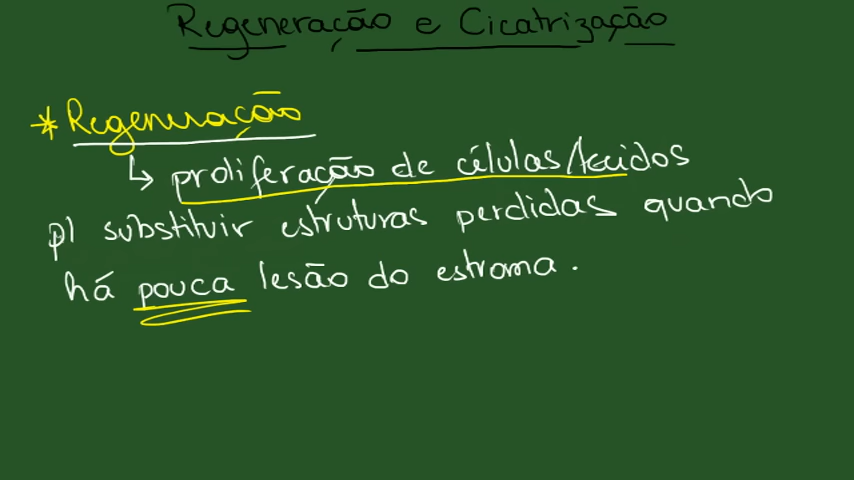 Regeneração e Cicatrização
* Regeneração
↳ proliferação de células/tecidos
p/ substituir estruturas perdidas quando
há pouca lesão do estroma.